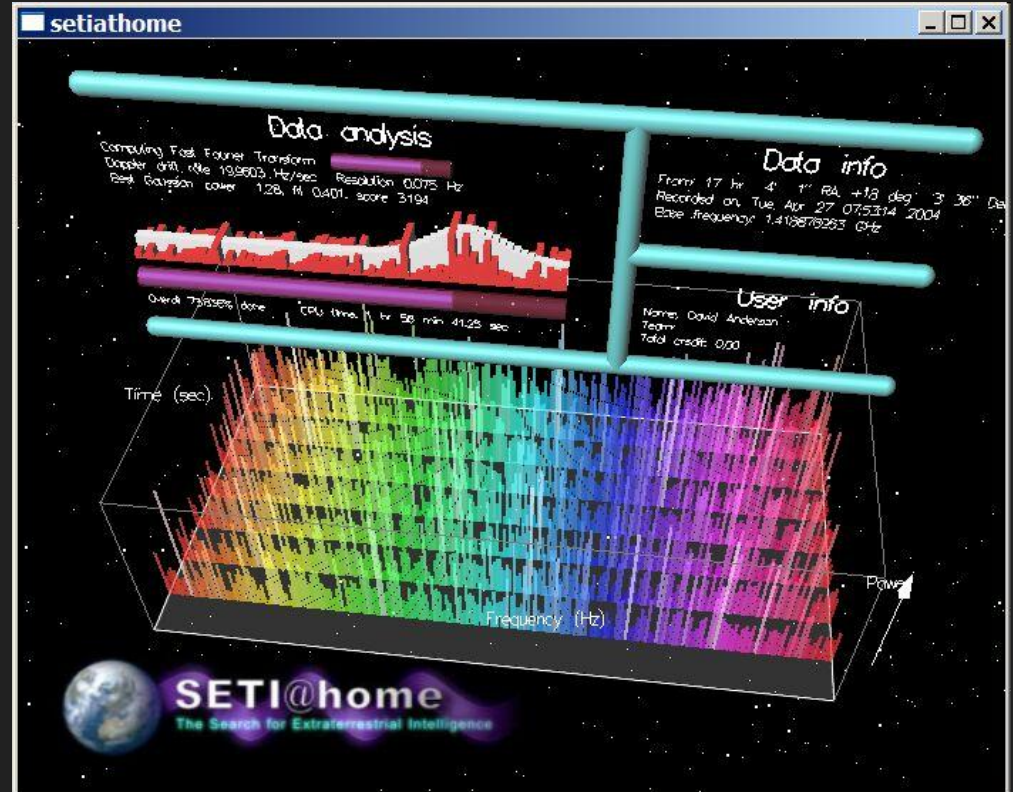 setiathome
Data analysis
Computing Fast Fourier Transform
Doppler drift rate 19.9603 Hz/sec Resolution 0.075 Hz
Best Gaussian power 1.28, fit 0.401, score 3.194
Overall 73.835% done CPU time: hr 58 min 41.25 sec
Data info
From: 17 hr 4' 1'' RA, +18 deg 3' 36'' De
Recorded on: Tue Apr 27 07:53:14 2004
Base frequency: 1.418878253 GHz
User info
Name: David Anderson
Team:
Total credit: 0.00
Time (sec)
Power
Frequency (Hz)
SETI@home
The Search for Extraterrestrial Intelligence